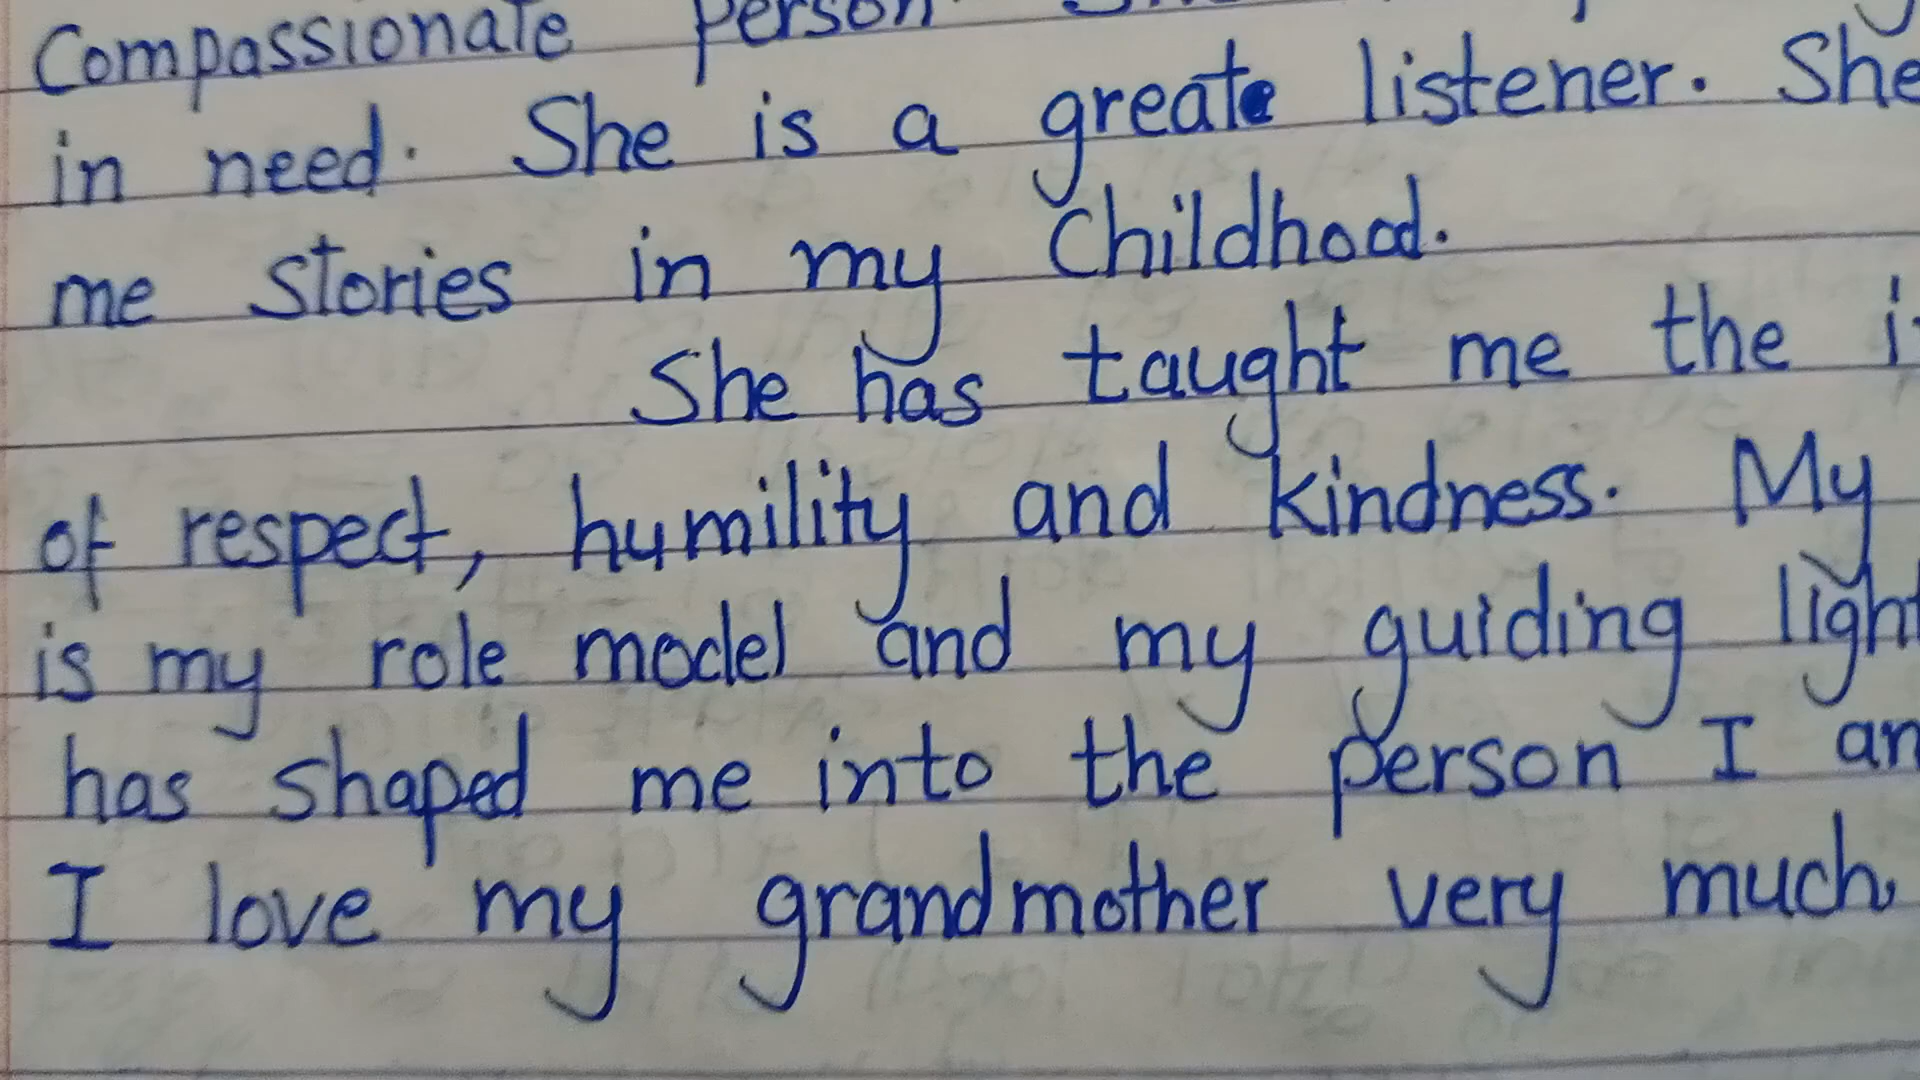 Compassionate person
in need. She is a greate listener. She
me stories in my childhood.
She has taught me the
of respect, humility and kindness. My
is my role model and my guiding light
has shaped me into the person I
I love my grandmother very much.